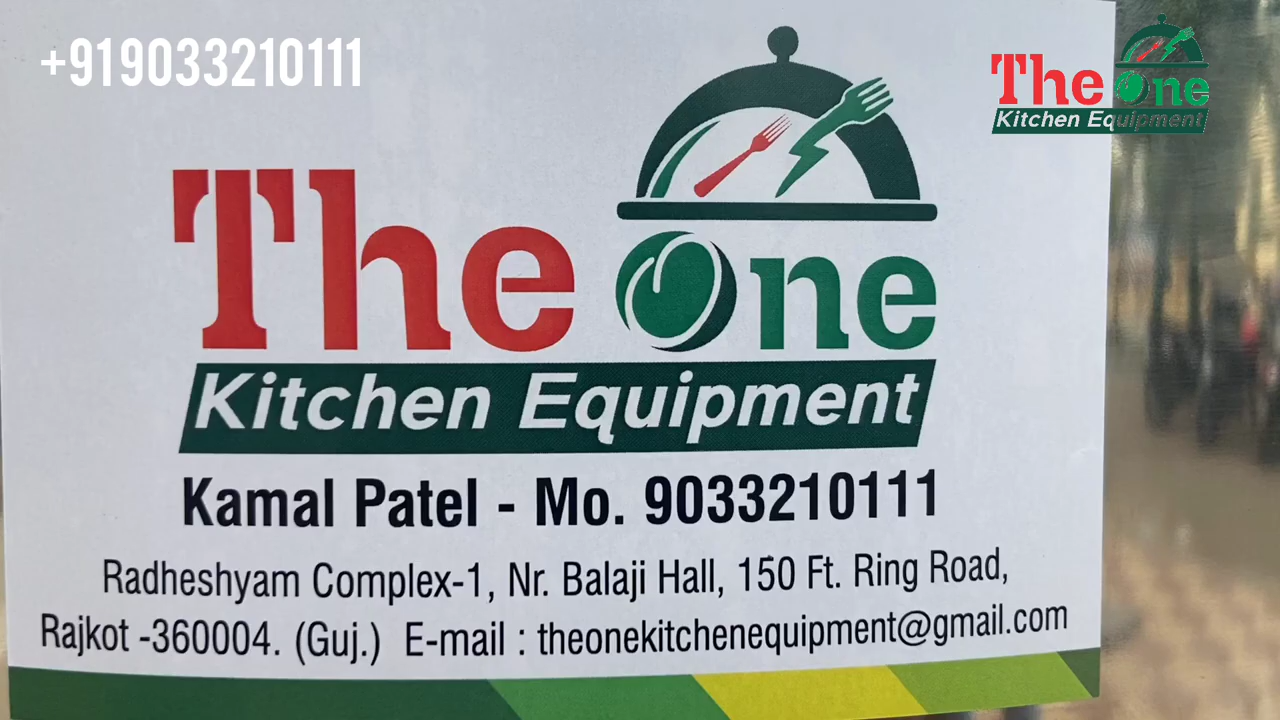 +919033210111
The One
Kitchen Equipment
The One
Kitchen Equipment
Kamal Patel - Mo. 9033210111
Radheshyam Complex-1, Nr. Balaji Hall, 150 Ft. Ring Road,
Rajkot -360004. (Guj.) E-mail : theonekitchenequipment@gmail.com